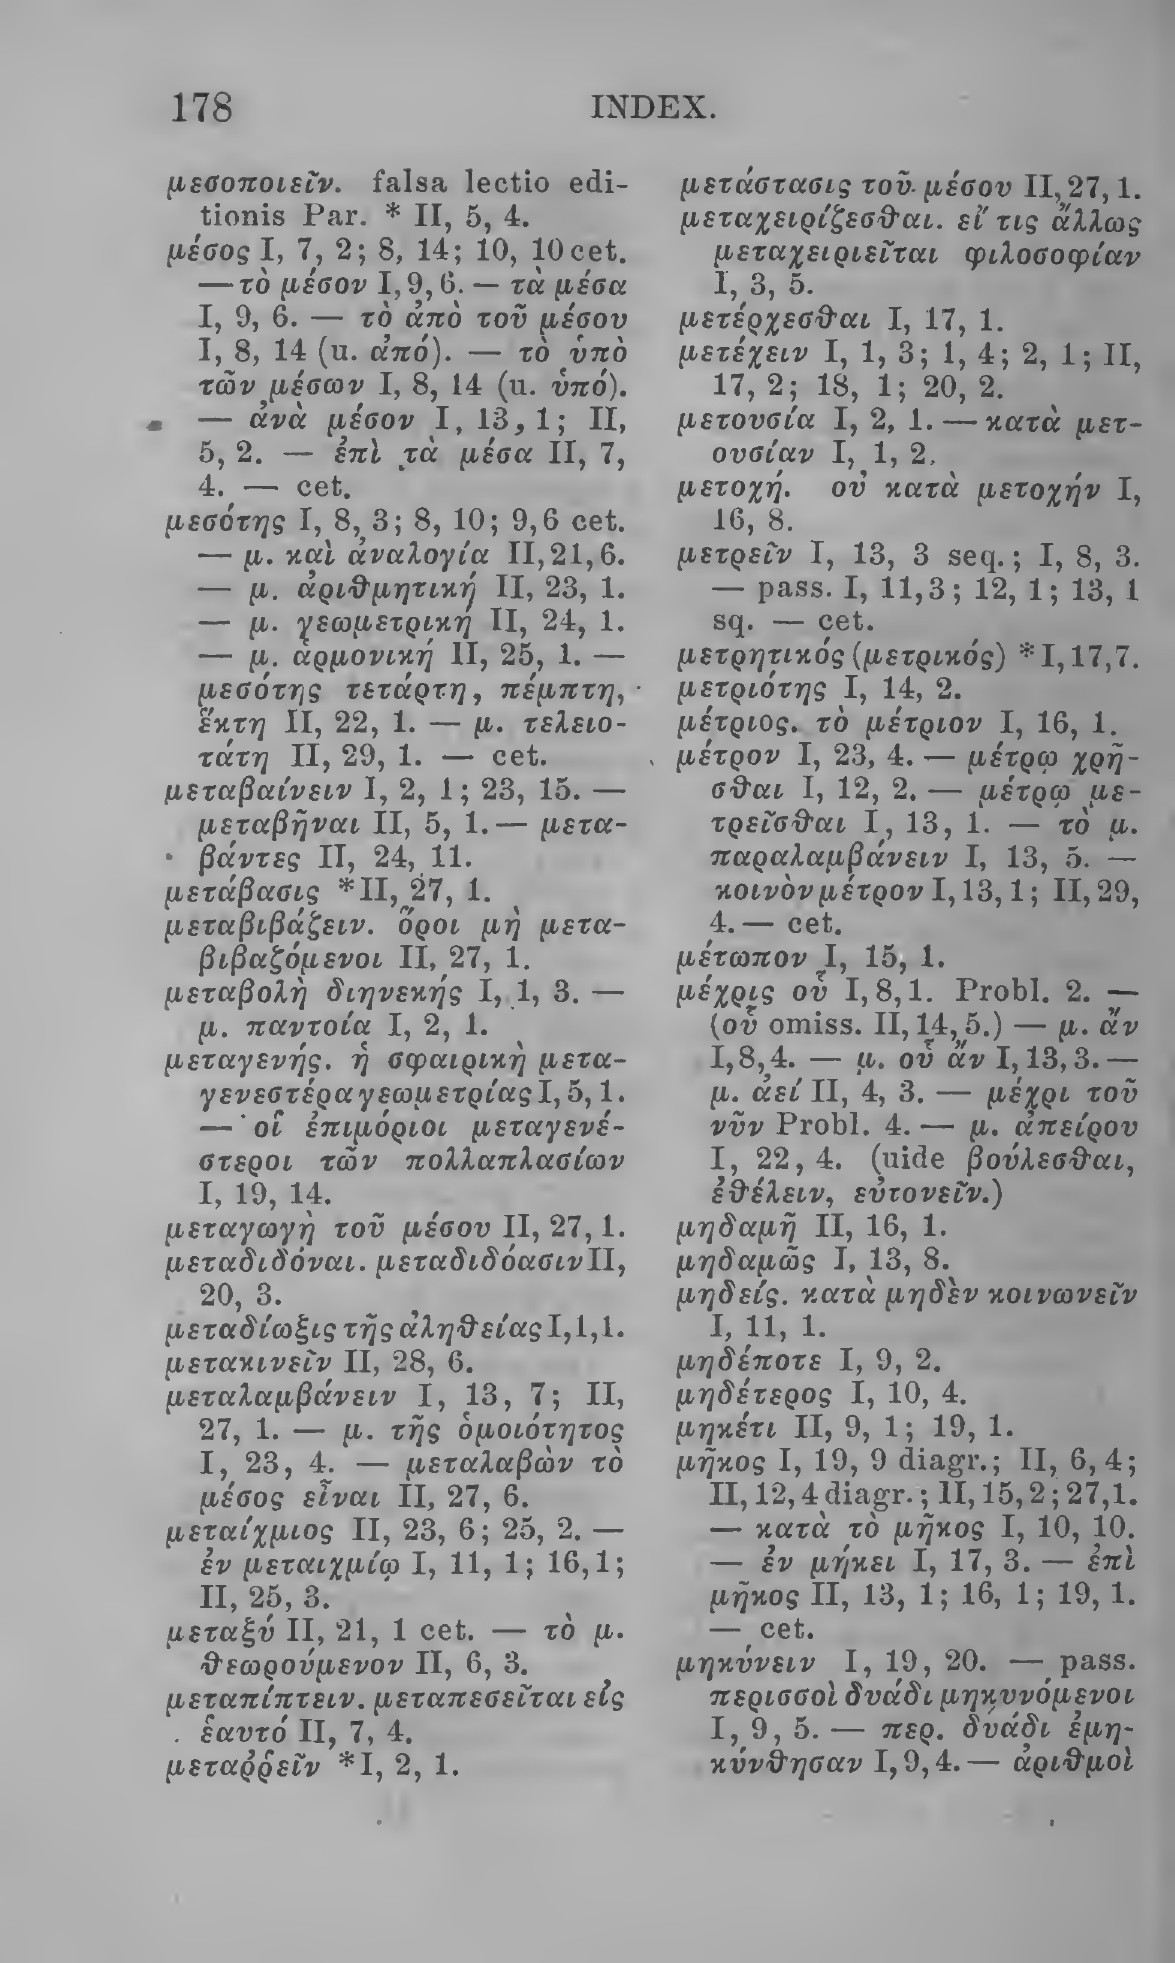 178
INDEX.
μεσοποιεῖν. falsa lectio edi-
tionis Par. * II, 5, 4.
μέσος I, 7, 2; 8, 14; 10, 10 cet.
— τὸ μέσον I, 9, 6. — τὰ μέσα
I, 9, 6. — τὸ ἀπὸ τοῦ μέσου
I, 8, 14 (u. ἀπό). — τὸ ὑπὸ
τῶν μέσων I, 8, 14 (u. ὑπό).
— ἀνὰ μέσον I, 13, 1; II,
5, 2. — ἐπὶ τὰ μέσα II, 7,
4. — cet.
μεσότης I, 8, 3; 8, 10; 9, 6 cet.
— μ. καὶ ἀναλογία II, 21, 6.
— μ. ἀριθμητική II, 23, 1.
— μ. γεωμετρική II, 24, 1.
— μ. ἁρμονική II, 25, 1. —
μεσότης τετάρτη, πέμπτη,
ἕκτη II, 22, 1. — μ. τελειο-
τάτη II, 29, 1. — cet.
μεταβαίνειν I, 2, 1; 23, 15. —
μεταβῆναι II, 5, 1. — μετα-
βάντες II, 24, 11.
μετάβασις * II, 27, 1.
μεταβιβάζειν. ὅροι μὴ μετα-
βιβαζόμενοι II, 27, 1.
μεταβολὴ διηνεκής I, 1, 3. —
μ. παντοία I, 2, 1.
μεταγενής. ἡ σφαιρικὴ μετα-
γενεστέρα γεωμετρίας I, 5, 1.
— οἱ ἐπιμόριοι μεταγενέ-
στεροι τῶν πολλαπλασίων
I, 19, 14.
μεταγωγὴ τοῦ μέσου II, 27, 1.
μεταδιδόναι. μεταδιδόασιν II,
20, 3.
μεταδίωξις τῆς ἀληθείας I, 1, 1.
μετακινεῖν II, 28, 6.
μεταλαμβάνειν I, 13, 7; II,
27, 1. — μ. τῆς ὁμοιότητος
I, 23, 4. — μεταλαβὼν τὸ
μέσος εἶναι II, 27, 6.
μεταίχμιος II, 23, 6; 25, 2. —
ἐν μεταιχμίῳ I, 11, 1; 16, 1;
II, 25, 3.
μεταξύ II, 21, 1 cet. — τὸ μ.
θεωρούμενον II, 6, 3.
μεταπίπτειν. μεταπεσεῖται εἰς
ἑαυτό II, 7, 4.
μεταῤῥεῖν * I, 2, 1.
μετάστασις τοῦ μέσου II, 27, 1.
μεταχειρίζεσθαι. εἴ τις ἄλλως
μεταχειριεῖται φιλοσοφίαν
I, 3, 5.
μετέρχεσθαι I, 17, 1.
μετέχειν I, 1, 3; 1, 4; 2, 1; II,
17, 2; 18, 1; 20, 2.
μετουσία I, 2, 1. — κατὰ μετ-
ουσίαν I, 1, 2.
μετοχή. οὐ κατὰ μετοχήν I,
16, 8.
μετρεῖν I, 13, 3 seq.; I, 8, 3.
— pass. I, 11, 3; 12, 1; 13, 1
sq. — cet.
μετρητικός (μετρικός) * I, 17, 7.
μετριότης I, 14, 2.
μέτριος. τὸ μέτριον I, 16, 1.
μέτρον I, 23, 4. — μέτρῳ χρῆ-
σθαι I, 12, 2. — μέτρῳ με-
τρεῖσθαι I, 13, 1. — τὸ μ.
παραλαμβάνειν I, 13, 5. —
κοινὸν μέτρον I, 13, 1; II, 29,
4. — cet.
μέτωπον I, 15, 1.
μέχρις οὗ I, 8, 1. Probl. 2. —
(οὗ omiss. II, 14, 5.) — μ. ἄν
I, 8, 4. — μ. οὗ ἄν I, 13, 3. —
μ. ἀεί II, 4, 3. — μέχρι τοῦ
νῦν Probl. 4. — μ. ἀπείρου
I, 22, 4. (uide βούλεσθαι,
ἐθέλειν, εὐτονεῖν.)
μηδαμῆ II, 16, 1.
μηδαμῶς I, 13, 8.
μηδείς. κατὰ μηδὲν κοινωνεῖν
I, 11, 1.
μηδέποτε I, 9, 2.
μηδέτερος I, 10, 4.
μηκέτι II, 9, 1; 19, 1.
μῆκος I, 19, 9 diagr.; II, 6, 4;
II, 12, 4 diagr.; II, 15, 2; 27, 1.
— κατὰ τὸ μῆκος I, 10, 10.
— ἐν μήκει I, 17, 3. — ἐπὶ
μῆκος II, 13, 1; 16, 1; 19, 1.
— cet.
μηκύνειν I, 19, 20. — pass.
περισσοὶ δυάδι μηκυνόμενοι
I, 9, 5. — περ. δυάδι ἐμη-
κύνθησαν I, 9, 4. — ἀριθμοὶ